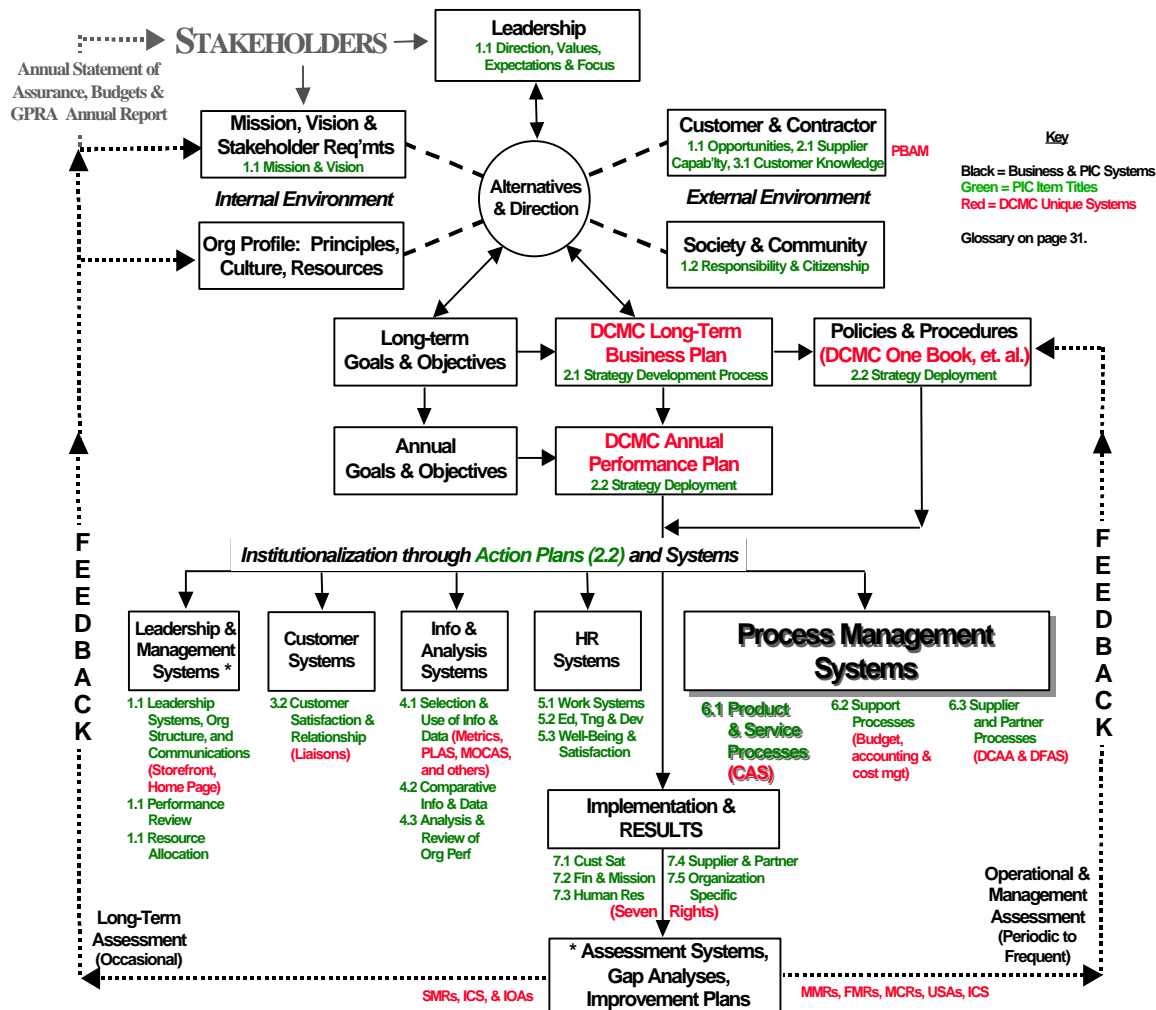 STAKEHOLDERS
Annual Statement of
Assurance, Budgets &
GPRA Annual Report
Leadership
1.1 Direction, Values,
Expectations & Focus
Mission, Vision &
Stakeholder Req'mts
1.1 Mission & Vision
Customer & Contractor
1.1 Opportunities, 2.1 Supplier
Capab'lty, 3.1 Customer Knowledge
PBAM
Key
Black = Business & PIC Systems
Green = PIC Item Titles
Red = DCMC Unique Systems
Glossary on page 31.
Internal Environment
Alternatives
& Direction
External Environment
Org Profile: Principles,
Culture, Resources
Society & Community
1.2 Responsibility & Citizenship
Long-term
Goals & Objectives
DCMC Long-Term
Business Plan
2.1 Strategy Development Process
Policies & Procedures
(DCMC One Book, et. al.)
2.2 Strategy Deployment
Annual
Goals & Objectives
DCMC Annual
Performance Plan
2.2 Strategy Deployment
FEEDBACK
FEEDBACK
Institutionalization through Action Plans (2.2) and Systems
Leadership &
Management
Systems *
1.1 Leadership
Systems, Org
Structure, and
Communications
(Storefront,
Home Page)
1.1 Performance
Review
1.1 Resource
Allocation
Customer
Systems
3.2 Customer
Satisfaction &
Relationship
(Liaisons)
Info &
Analysis
Systems
4.1 Selection &
Use of Info &
Data (Metrics,
PLAS, MOCAS,
and others)
4.2 Comparative
Info & Data
4.3 Analysis &
Review of
Org Perf
HR
Systems
5.1 Work Systems
5.2 Ed, Tng & Dev
5.3 Well-Being &
Satisfaction
Process Management
Systems
6.1 Product
& Service
Processes
(CAS)
6.2 Support
Processes
(Budget,
accounting &
cost mgt)
6.3 Supplier
and Partner
Processes
(DCAA & DFAS)
Implementation &
RESULTS
7.1 Cust Sat
7.2 Fin & Mission
7.3 Human Res
7.4 Supplier & Partner
7.5 Organization
Specific
(Seven Rights)
Long-Term
Assessment
(Occasional)
Operational &
Management
Assessment
(Periodic to
Frequent)
* Assessment Systems,
Gap Analyses,
Improvement Plans
SMRs, ICS, & IOAs
MMRs, FMRs, MCRs, USAs, ICS